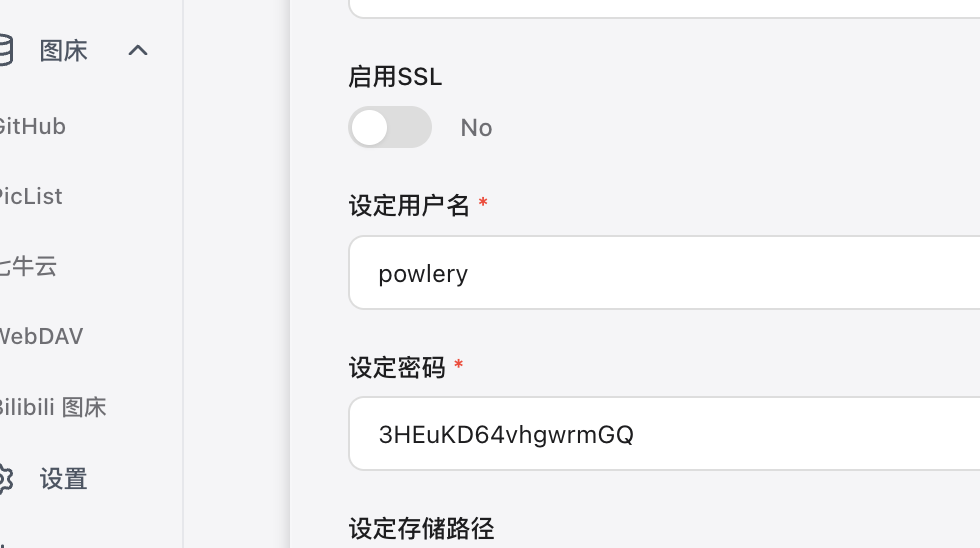 图床
GitHub
PicList
七牛云
WebDAV
Bilibili 图床
设置
启用SSL
No
设定用户名 *
powlery
设定密码 *
3HEuKD64vhgwrmGQ
设定存储路径